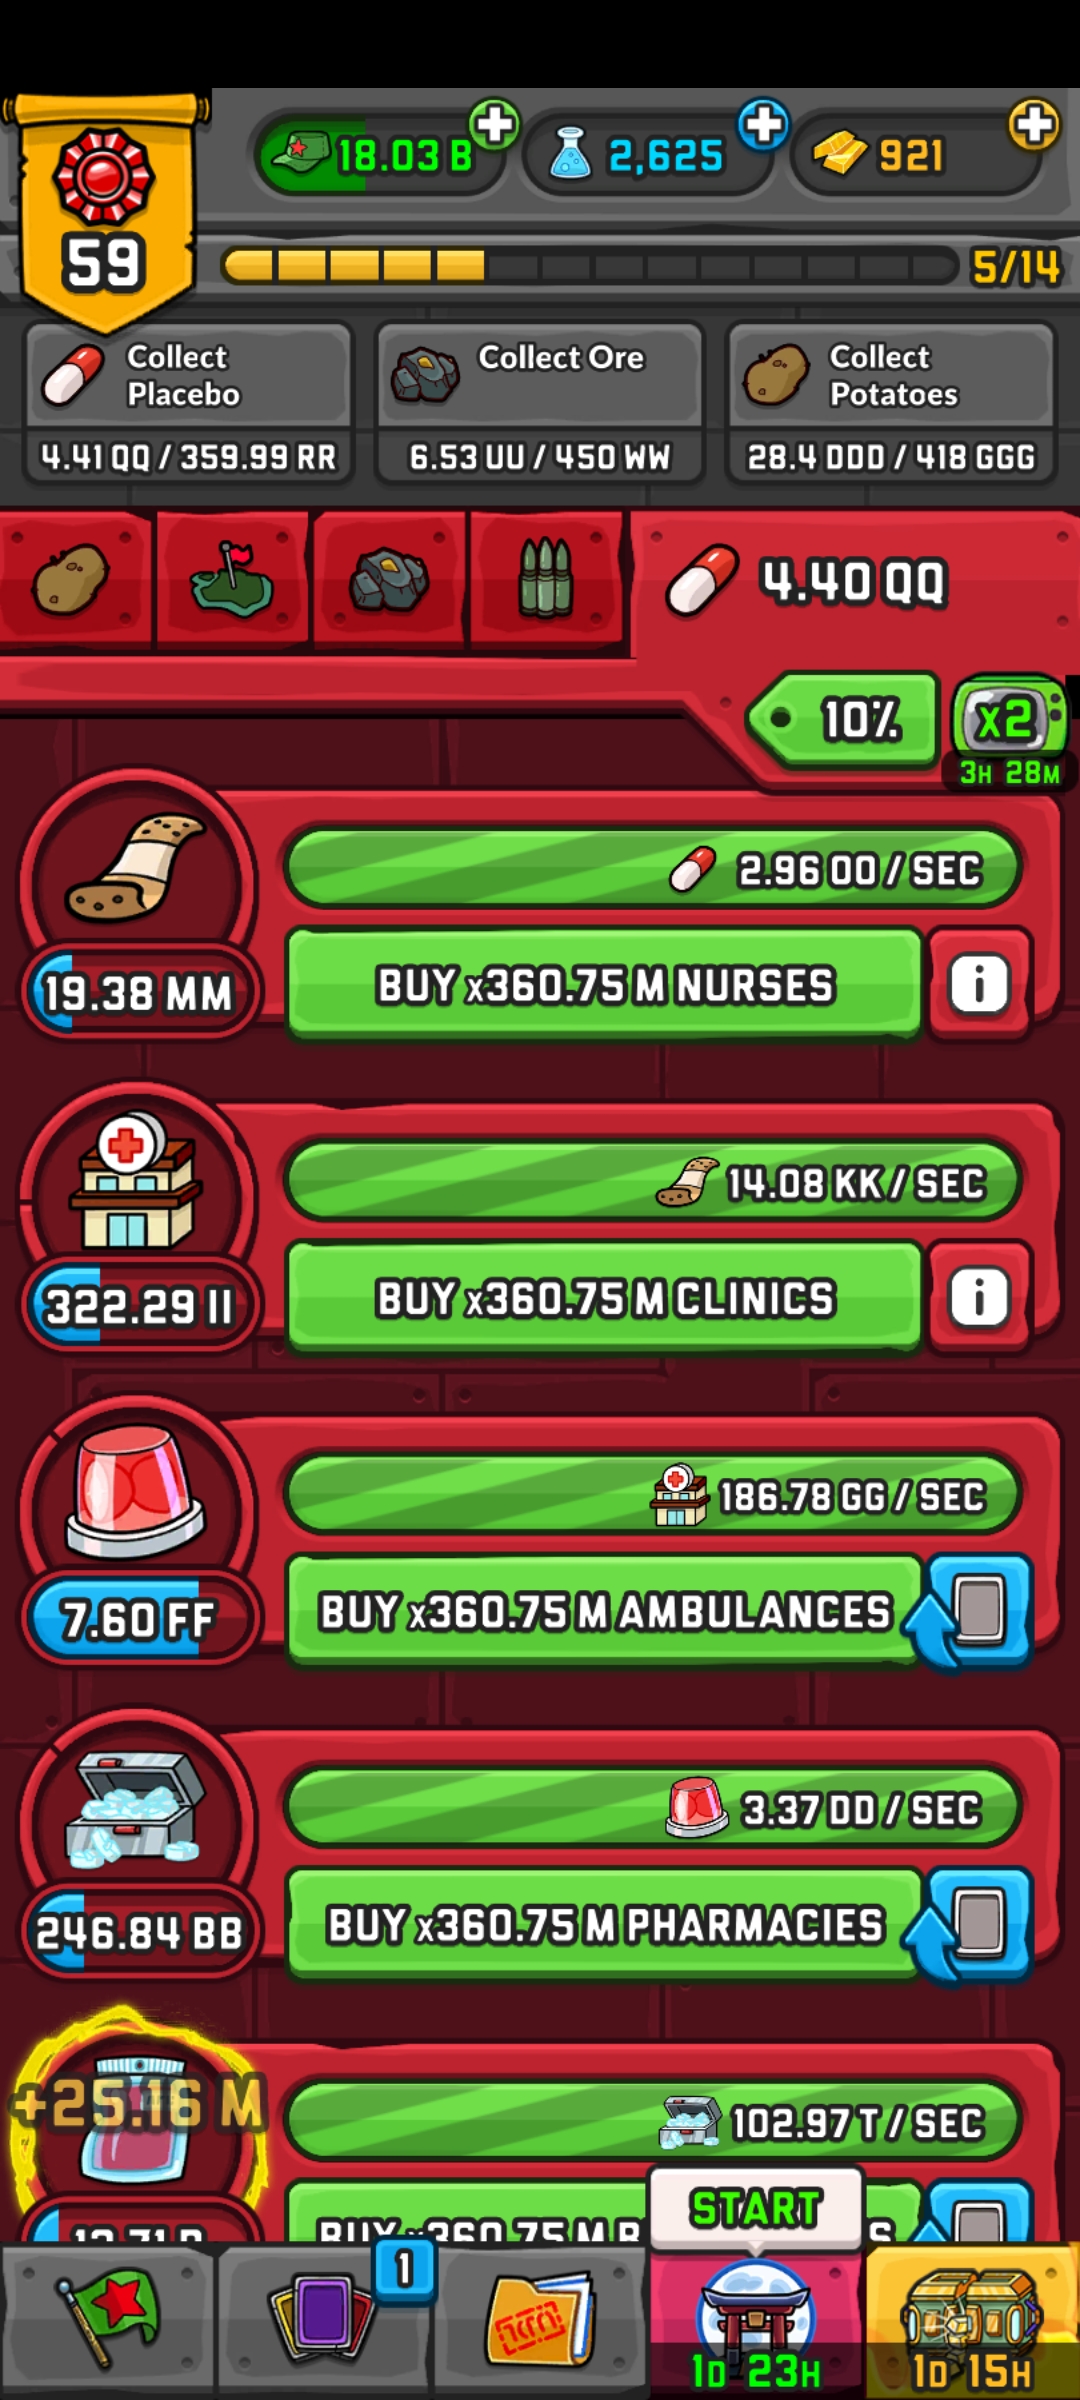 59
18.03 B
2,625
921
5/14
Collect
Placebo
4.41 QQ / 359.99 RR
Collect Ore
6.53 UU / 450 WW
Collect
Potatoes
28.4 DDD / 418 GGG
4.40 QQ
10%
x2
3H 28M
2.96 OO / SEC
19.38 MM
BUY x360.75 M NURSES
14.08 KK / SEC
322.29 II
BUY x360.75 M CLINICS
186.78 GG / SEC
7.60 FF
BUY x360.75 M AMBULANCES
3.37 DD / SEC
246.84 BB
BUY x360.75 M PHARMACIES
+25.16 M
102.97 T / SEC
BUY x360.75 M
START
1
1D 23H
1D 15H